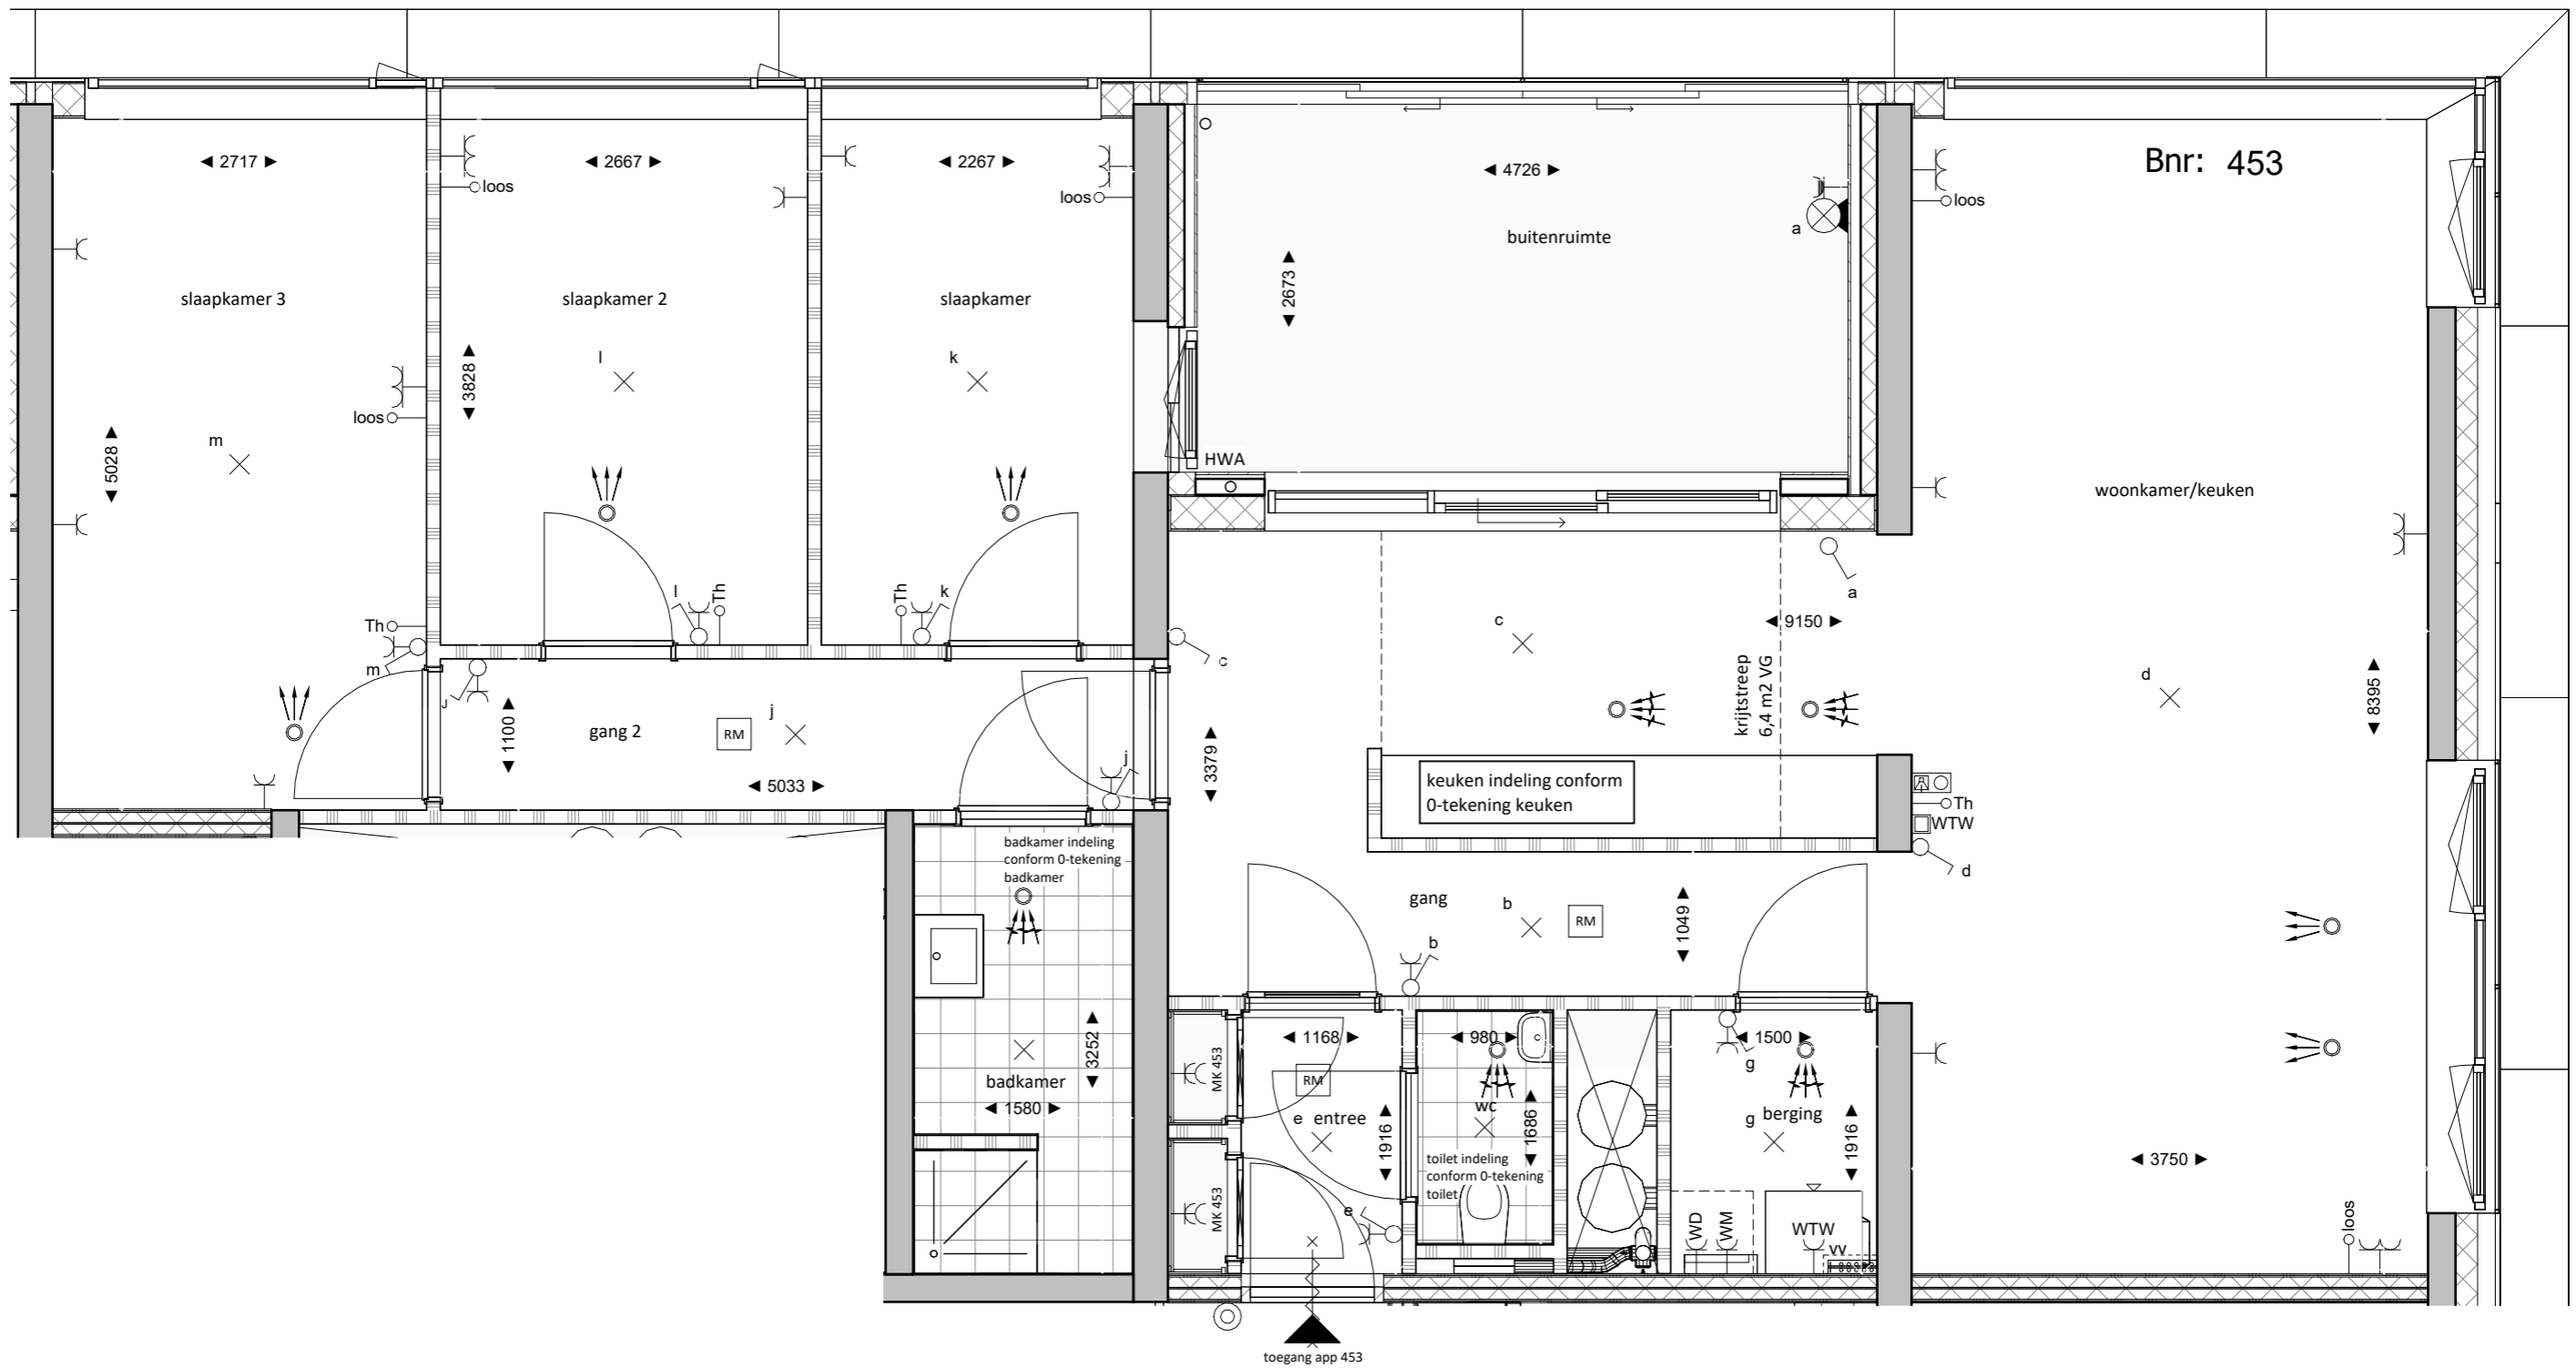 Bnr: 453
◄ 2717 ►
◄ 2667 ►
◄ 2267 ►
◄ 4726 ►
loos
loos
loos
a
buitenruimte
◄ 2673 ►
slaapkamer 3
slaapkamer 2
slaapkamer
l
k
◄ 3828 ►
loos
m
◄ 5028 ►
HWA
woonkamer/keuken
l
Th
Th
k
a
c
◄ 9150 ►
Th
m
c
J
krijtstreep
6,4 m2 VG
d
◄ 8395 ►
◄ 1100 ►
gang 2
RM
j
j
◄ 5033 ►
◄ 3379 ►
keuken indeling conform
0-tekening keuken
Th
WTW
d
badkamer indeling
conform 0-tekening
badkamer
gang
b
RM
◄ 1049 ►
b
◄ 3252 ►
MK 453
◄ 1168 ►
RM
◄ 980 ►
◄ 1500 ►
g
badkamer
◄ 1580 ►
e entree
◄ 1916 ►
wc
◄ 1686 ►
g berging
◄ 1916 ►
toilet indeling
conform 0-tekening
toilet
◄ 3750 ►
MK 453
e
WD
WM
WTW
VV
loos
toegang app 453